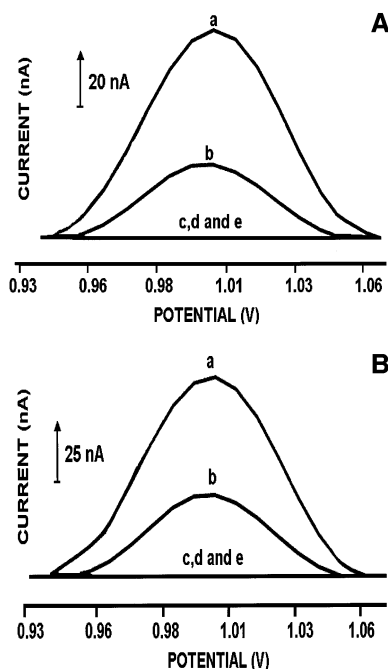 A
a
20 nA
b
c,d and e
CURRENT (nA)
0.93 0.96 0.98 1.01 1.03 1.06
POTENTIAL (V)
B
a
25 nA
b
c,d and e
CURRENT (nA)
0.93 0.96 0.98 1.01 1.03 1.06
POTENTIAL (V)